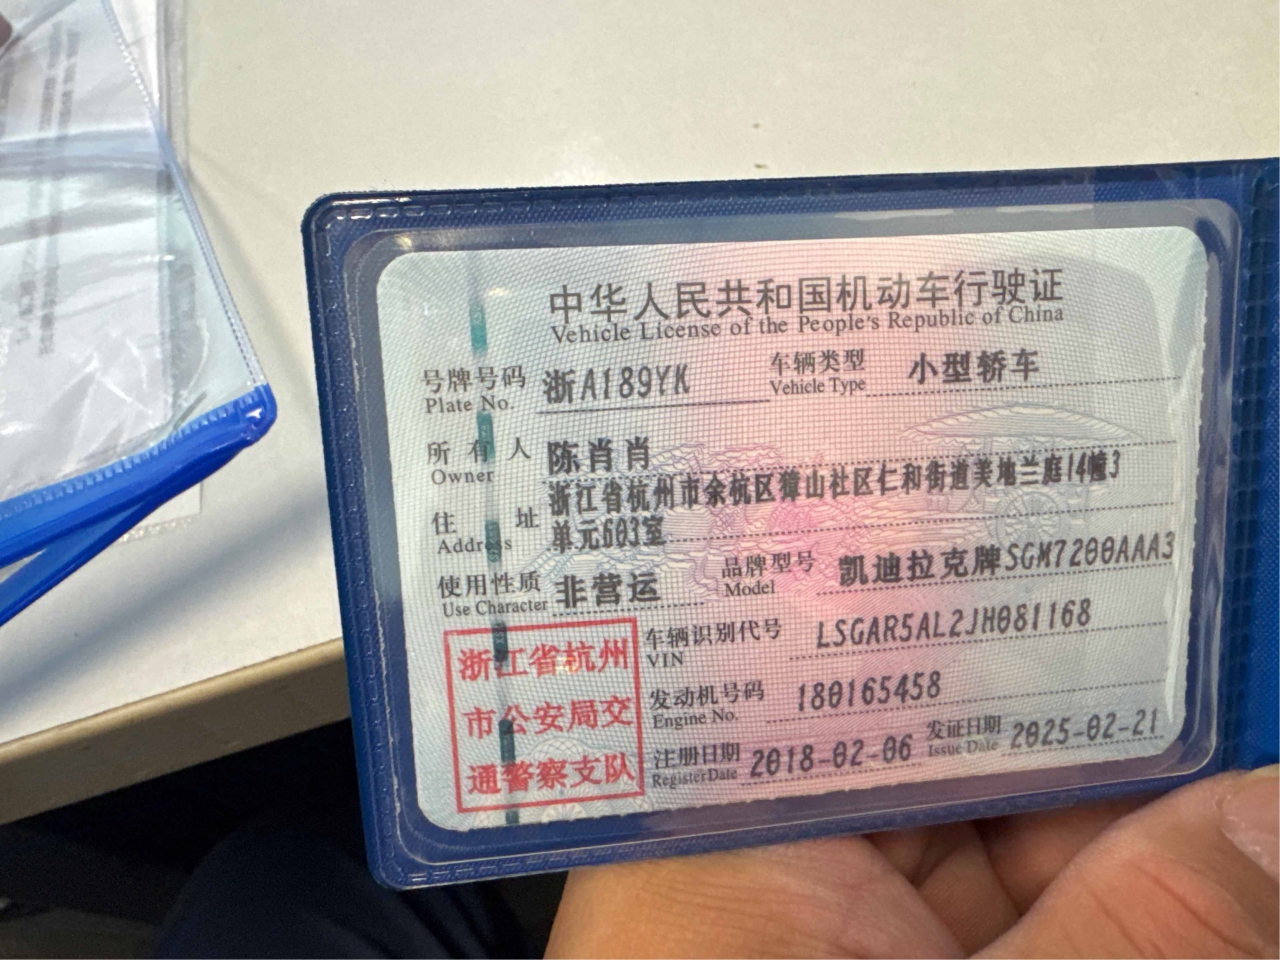 中华人民共和国机动车行驶证
Vehicle License of the People's Republic of China
号牌号码 浙A189YK 车辆类型 小型轿车
Plate No. Vehicle Type
所有人 陈肖肖
Owner
住址 浙江省杭州市余杭区獐山社区仁和街道美地兰庭14幢3
Address 单元603室
使用性质 非营运 品牌型号 凯迪拉克牌SGM7200AAA3
Use Character Model
浙江省杭州
市公安局交
通警察支队
车辆识别代号 LSGAR5AL2JH081168
VIN
发动机号码 180165458
Engine No.
注册日期 2018-02-06 发证日期 2025-02-21
Register Date Issue Date